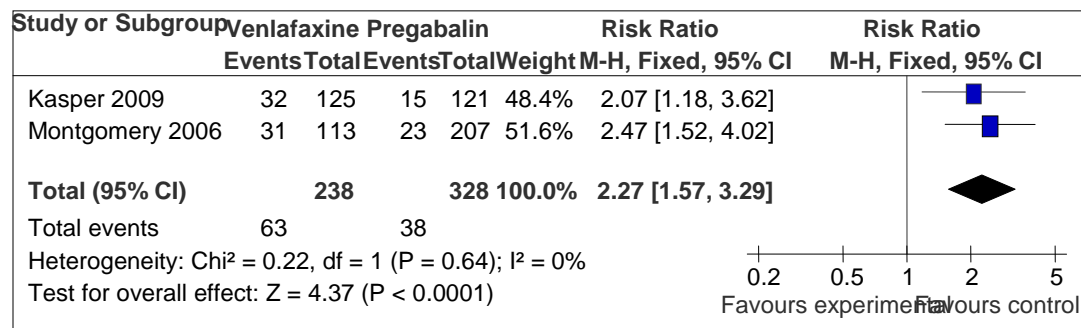 Study or Subgroup Venlafaxine Pregabalin Risk Ratio Risk Ratio
Events Total Events Total Weight M-H, Fixed, 95% CI M-H, Fixed, 95% CI
Kasper 2009 32 125 15 121 48.4% 2.07 [1.18, 3.62]
Montgomery 2006 31 113 23 207 51.6% 2.47 [1.52, 4.02]
Total (95% CI) 238 328 100.0% 2.27 [1.57, 3.29]
Total events 63 38
Heterogeneity: Chi² = 0.22, df = 1 (P = 0.64); I² = 0%
Test for overall effect: Z = 4.37 (P < 0.0001)
0.2 0.5 1 2 5
Favours experimental Favours control